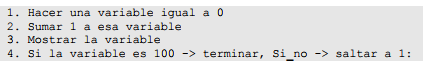 1. Hacer una variable igual a 0
2. Sumar 1 a esa variable
3. Mostrar la variable
4. Si la variable es 100 -> terminar, Si_no -> saltar a 1: